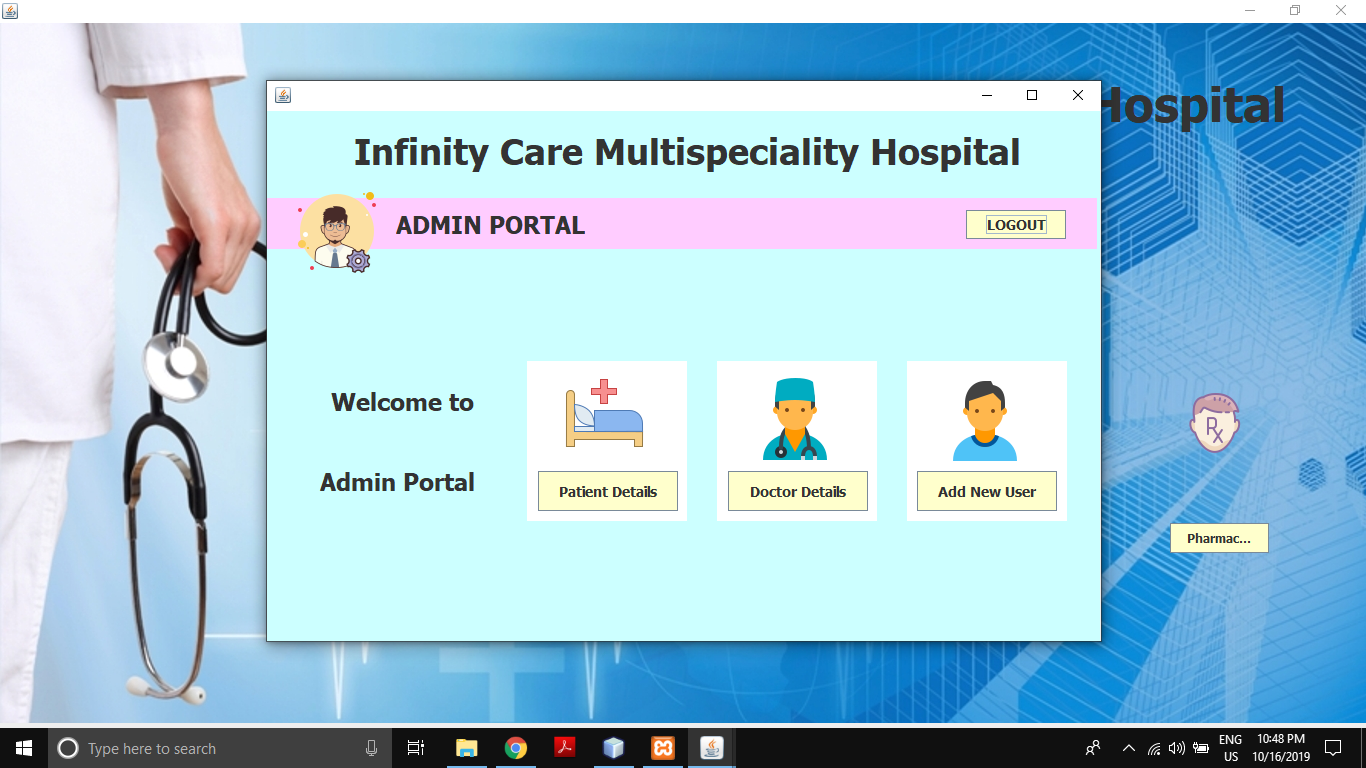 Hospital
Infinity Care Multispeciality Hospital
ADMIN PORTAL
LOGOUT
Welcome to
Admin Portal
Patient Details
Doctor Details
Add New User
Rx
Pharmac...
Type here to search
ENG
US
10:48 PM
10/16/2019